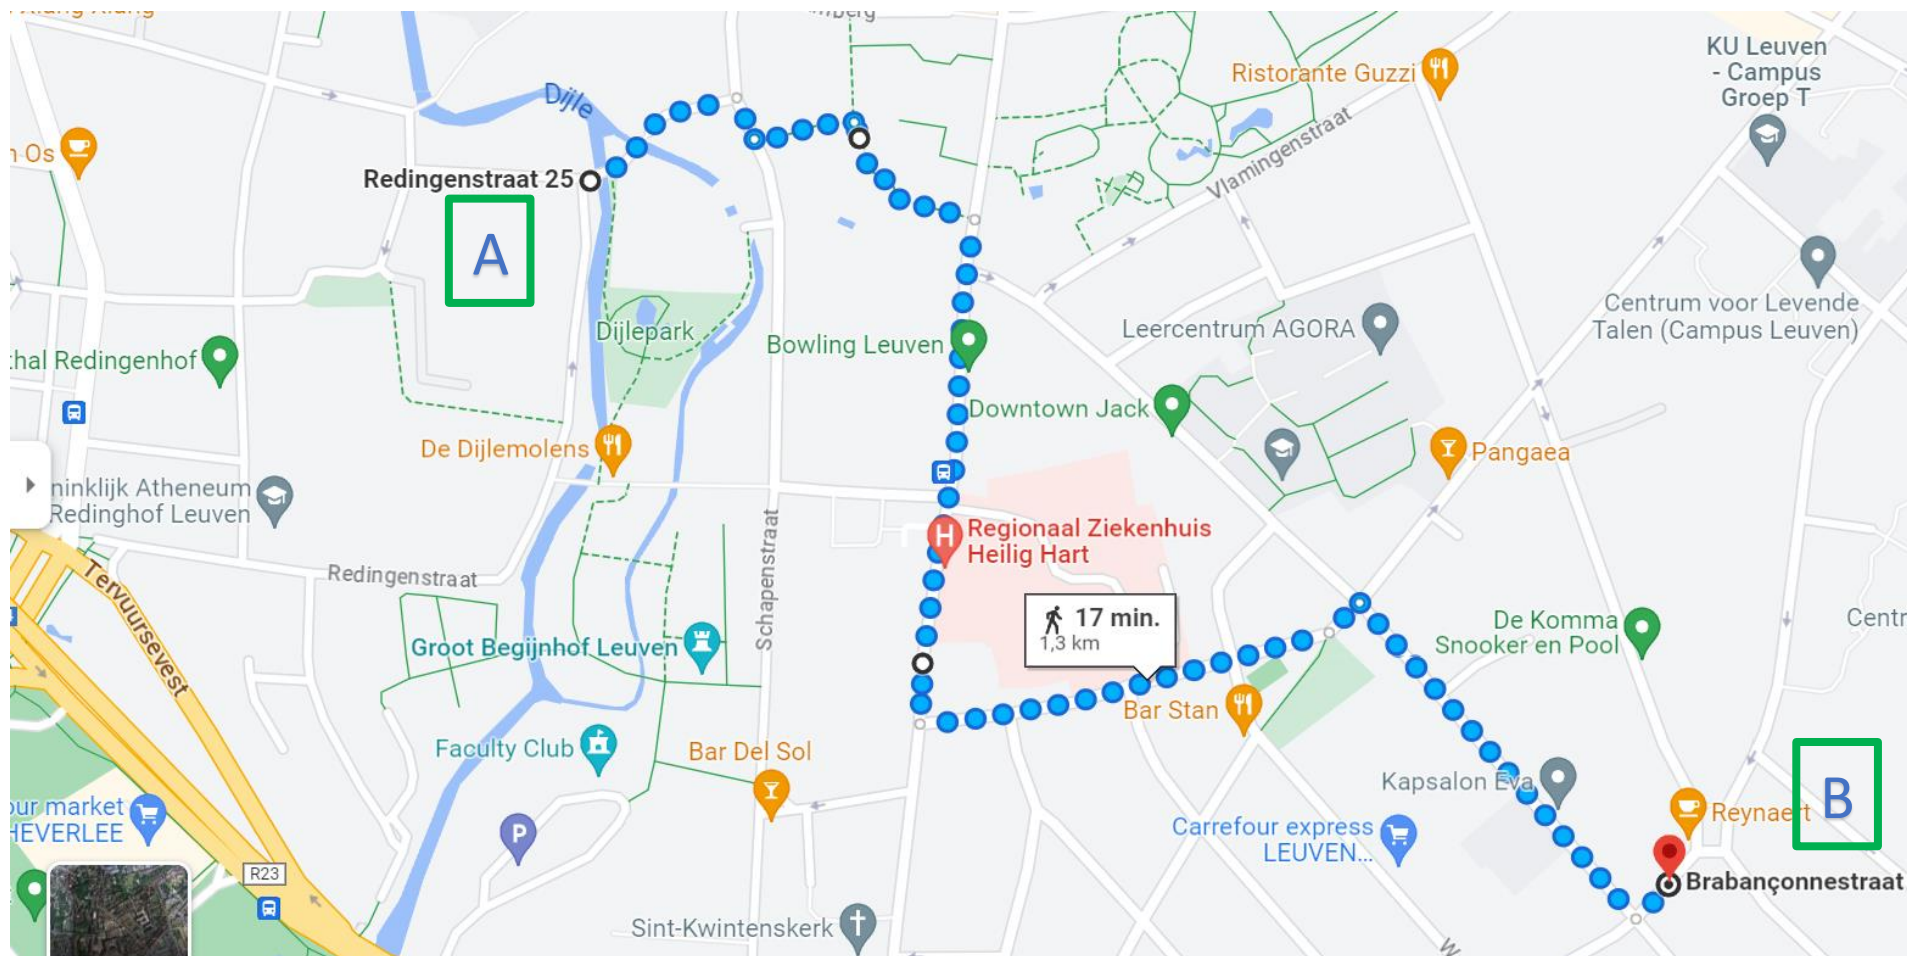 Dijle
Ristorante Guzzi
KU Leuven
- Campus
Groep T
Os
Redingenstraat 25
Vlamingenstraat
A
Centrum voor Levende
Talen (Campus Leuven)
Dijlepark
Bowling Leuven
Leercentrum AGORA
hal Redingenhof
Downtown Jack
De Dijlemolens
Pangaea
ninklijk Atheneum
Redinghof Leuven
H
Regionaal Ziekenhuis
Heilig Hart
Redingenstraat
Tervuursevest
Schapenstraat
17 min.
1,3 km
De Komma
Snooker en Pool
Centr
Groot Begijnhof Leuven
Bar Stan
Faculty Club
Bar Del Sol
Kapsalon Eva
B
our market
HEVERLEE
P
Carrefour express
LEUVEN...
Reynaert
R23
Brabançonnestraat
Sint-Kwintenskerk
W